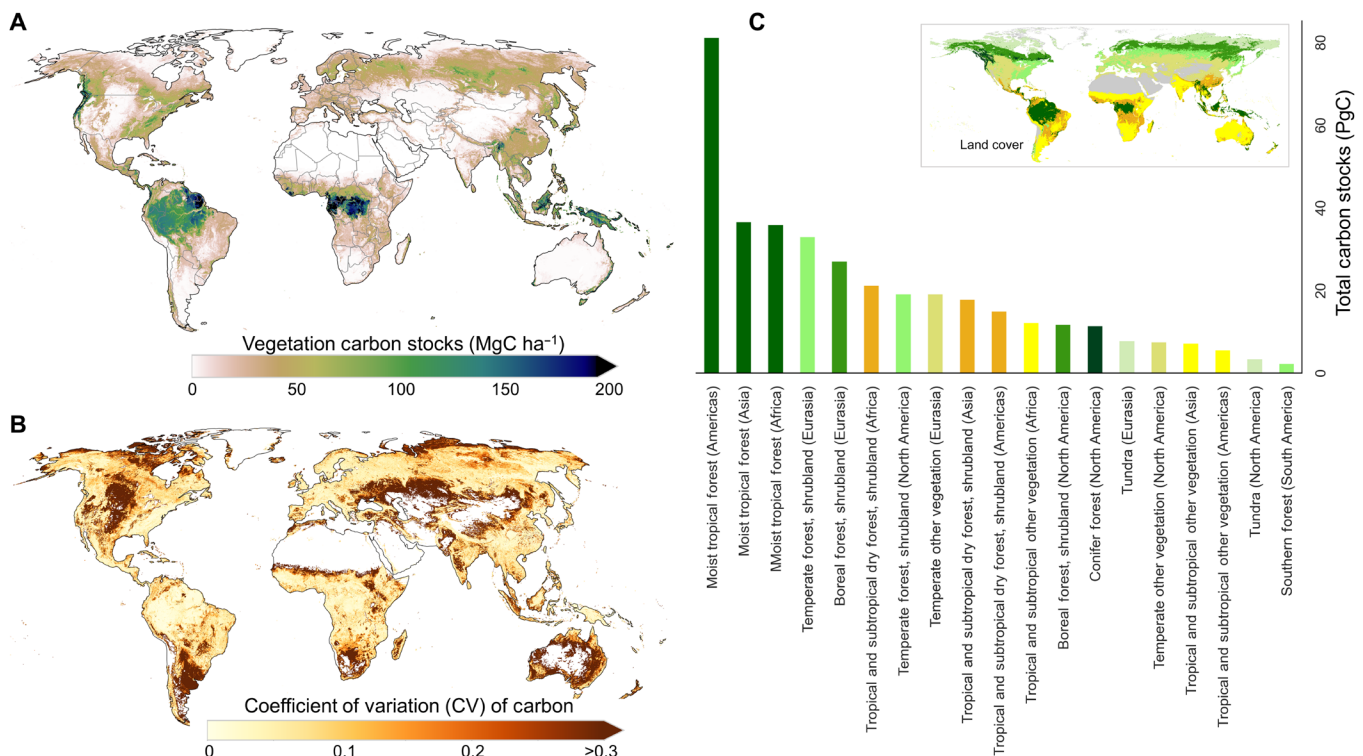 A
Vegetation carbon stocks (MgC ha⁻¹)
0 50 100 150 200
B
Coefficient of variation (CV) of carbon
0 0.1 0.2 >0.3
C
Land cover
80
60
40
20
0
Total carbon stocks (PgC)
Moist tropical forest (Americas)
Moist tropical forest (Asia)
NMoist tropical forest (Africa)
Temperate forest, shrubland (Eurasia)
Boreal forest, shrubland (Eurasia)
Tropical and subtropical dry forest, shrubland (Africa)
Temperate forest, shrubland (North America)
Temperate other vegetation (Eurasia)
Tropical and subtropical dry forest, shrubland (Asia)
Tropical and subtropical dry forest, shrubland (Americas)
Tropical and subtropical other vegetation (Africa)
Boreal forest, shrubland (North America)
Conifer forest (North America)
Tundra (Eurasia)
Temperate other vegetation (North America)
Tropical and subtropical other vegetation (Asia)
Tropical and subtropical other vegetation (Americas)
Tundra (North America)
Southern forest (South America)